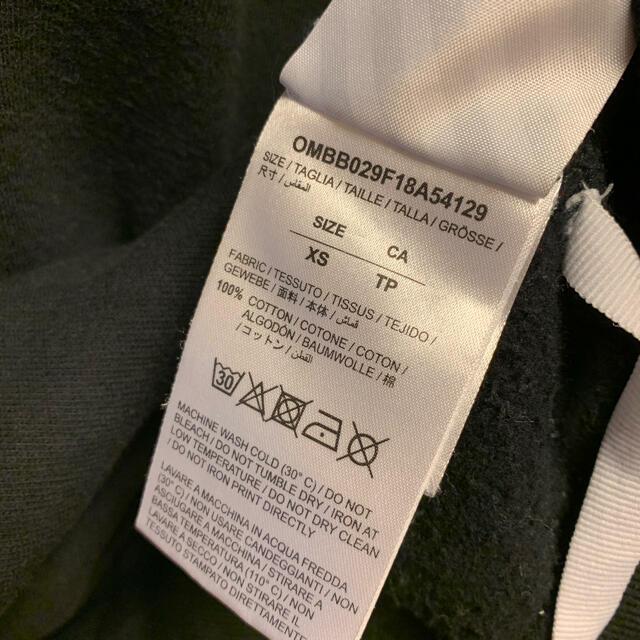 OMBB029F18A54129
SIZE / TAGLIA / TAILLE / TALLA / GRÖSSE /
尺寸 / المقاس /
SIZE CA
XS TP
FABRIC / TESSUTO / TISSUS / TEJIDO /
GEWEBE / 面料 / 本体 / قماش /
100% COTTON / COTONE / COTON /
ALGODÓN / BAUMWOLLE / 棉
/ コットン / القطن /
30
MACHINE WASH COLD (30° C) / DO NOT
BLEACH / DO NOT TUMBLE DRY / IRON AT
LOW TEMPERATURE / DO NOT DRY CLEAN
DO NOT IRON PRINT DIRECTLY
LAVARE A MACCHINA IN ACQUA FREDDA
(30° C) / NON USARE CANDEGGIANTI / NON
ASCIUGARE A MACCHINA / STIRARE A
BASSA TEMPERATURA (110° C) / NON
LAVARE A SECCO / NON STIRARE IL
TESSUTO STAMPATO DIRETTAMENTE